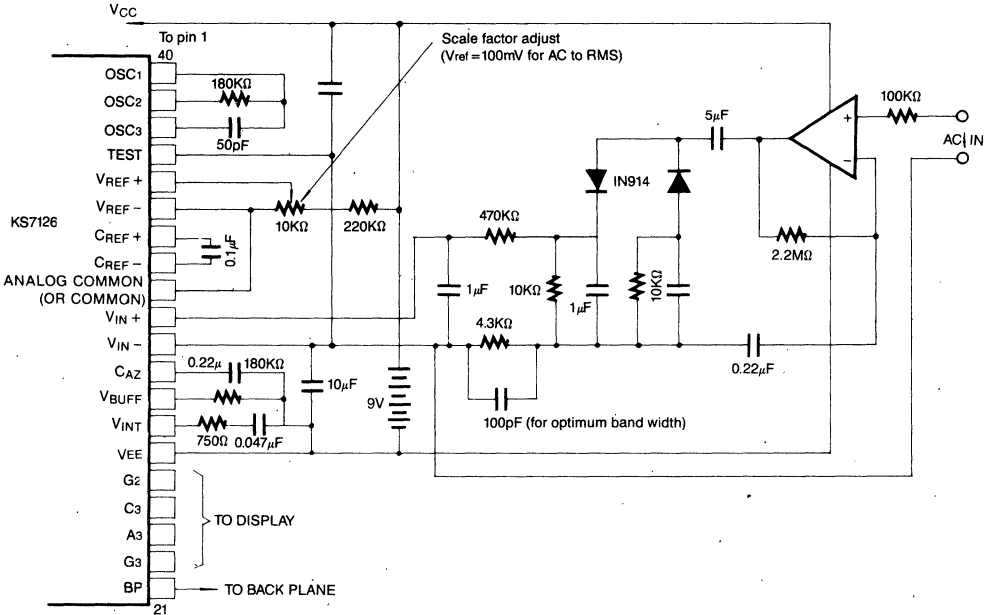 VCC
To pin 1
40
Scale factor adjust
(Vref =100mV for AC to RMS)
OSC1
180KΩ
OSC2
OSC3
50pF
TEST
VREF +
VREF -
KS7126
10KΩ
220KΩ
CREF +
0.1µF
CREF -
ANALOG COMMON
(OR COMMON)
VIN +
VIN -
0.22µ
180KΩ
CAZ
VBUFF
VINT
750Ω
0.047µF
10µF
9V
VEE
G2
C3
A3
G3
TO DISPLAY
BP
TO BACK PLANE
21
100KΩ
AC IN
5µF
+
-
IN914
470KΩ
2.2MΩ
1µF
10KΩ
1µF
10KΩ
4.3KΩ
0.22µF
100pF (for optimum band width)